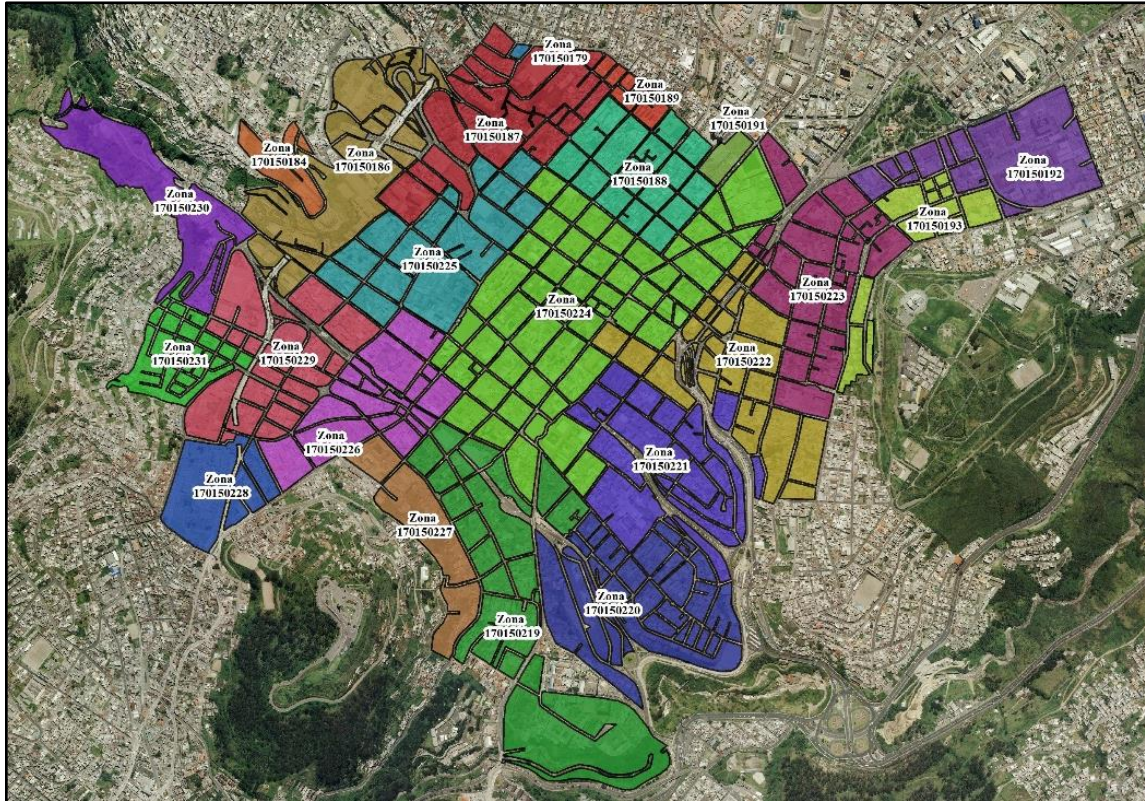 Zona
170150179
Zona
170150189
Zona
170150187
Zona
170150191
Zona
170150184
Zona
170150186
Zona
170150188
Zona
170150192
Zona
170150230
Zona
170150193
Zona
170150225
Zona
170150223
Zona
170150224
Zona
170150231
Zona
170150229
Zona
170150222
Zona
170150226
Zona
170150221
Zona
170150228
Zona
170150227
Zona
170150220
Zona
170150219